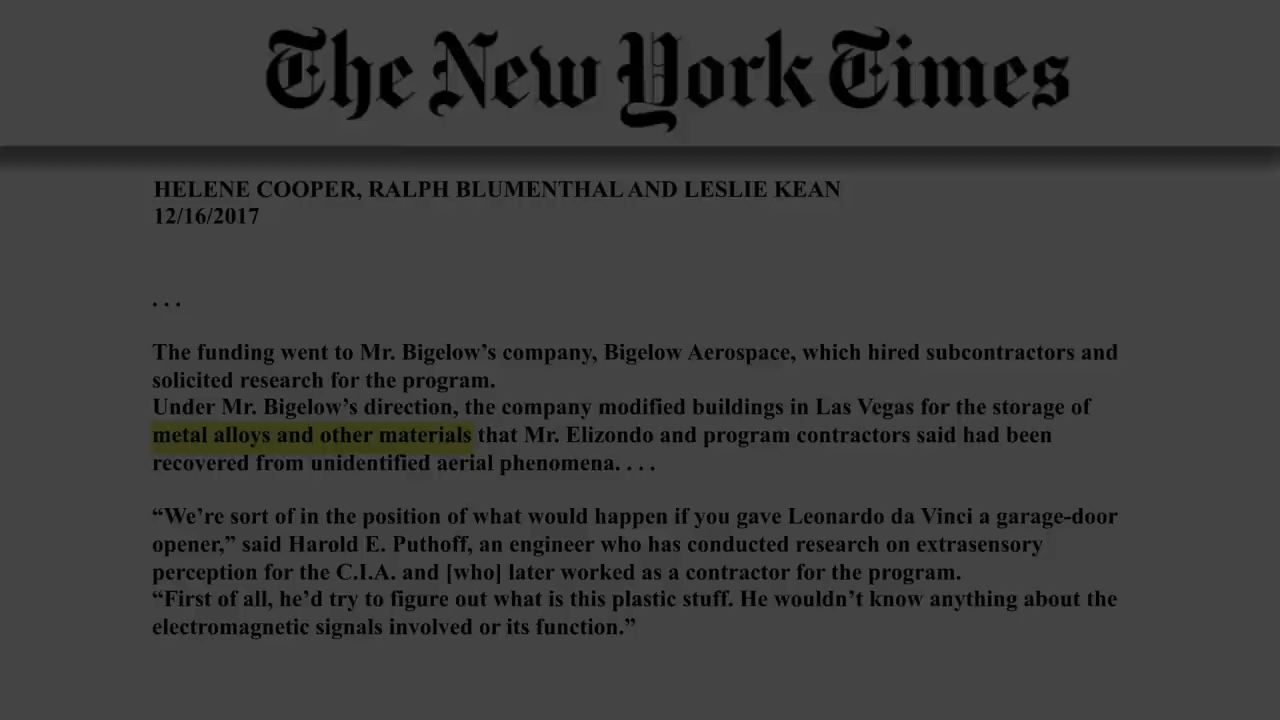 The New York Times
HELENE COOPER, RALPH BLUMENTHAL AND LESLIE KEAN
12/16/2017
. . .
The funding went to Mr. Bigelow’s company, Bigelow Aerospace, which hired subcontractors and
solicited research for the program.
Under Mr. Bigelow’s direction, the company modified buildings in Las Vegas for the storage of
metal alloys and other materials that Mr. Elizondo and program contractors said had been
recovered from unidentified aerial phenomena. . . .
“We’re sort of in the position of what would happen if you gave Leonardo da Vinci a garage-door
opener,” said Harold E. Puthoff, an engineer who has conducted research on extrasensory
perception for the C.I.A. and [who] later worked as a contractor for the program.
“First of all, he’d try to figure out what is this plastic stuff. He wouldn’t know anything about the
electromagnetic signals involved or its function.”